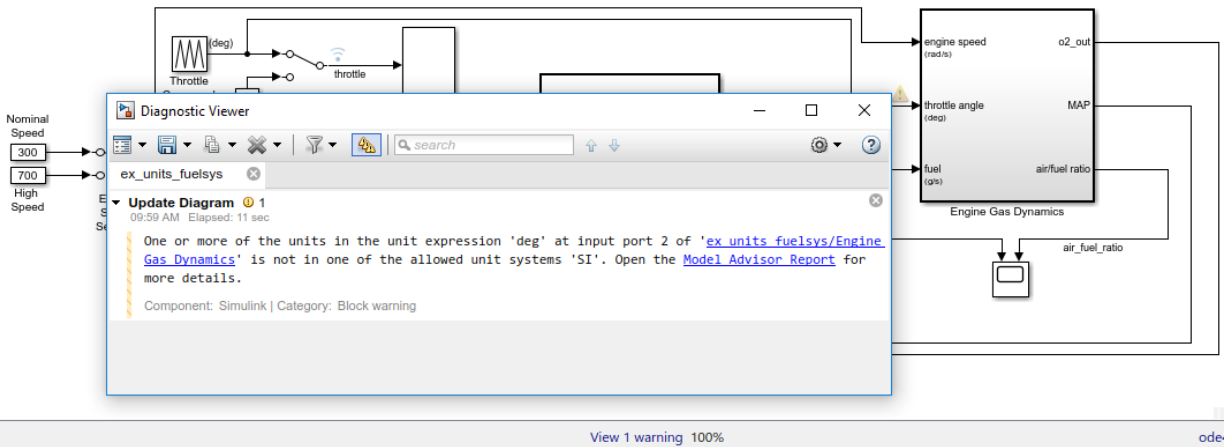 (deg)
Throttle
throttle
Nominal
Speed
300
700
High
Speed
E
S
Se
engine speed
(rad/s)
throttle angle
(deg)
fuel
(g/s)
o2_out
MAP
air/fuel ratio
Engine Gas Dynamics
air_fuel_ratio
Diagnostic Viewer
search
ex_units_fuelsys
Update Diagram 1
09:59 AM Elapsed: 11 sec
One or more of the units in the unit expression 'deg' at input port 2 of 'ex_units_fuelsys/Engine
Gas Dynamics' is not in one of the allowed unit systems 'SI'. Open the Model Advisor Report for
more details.
Component: Simulink | Category: Block warning
View 1 warning 100%
ode